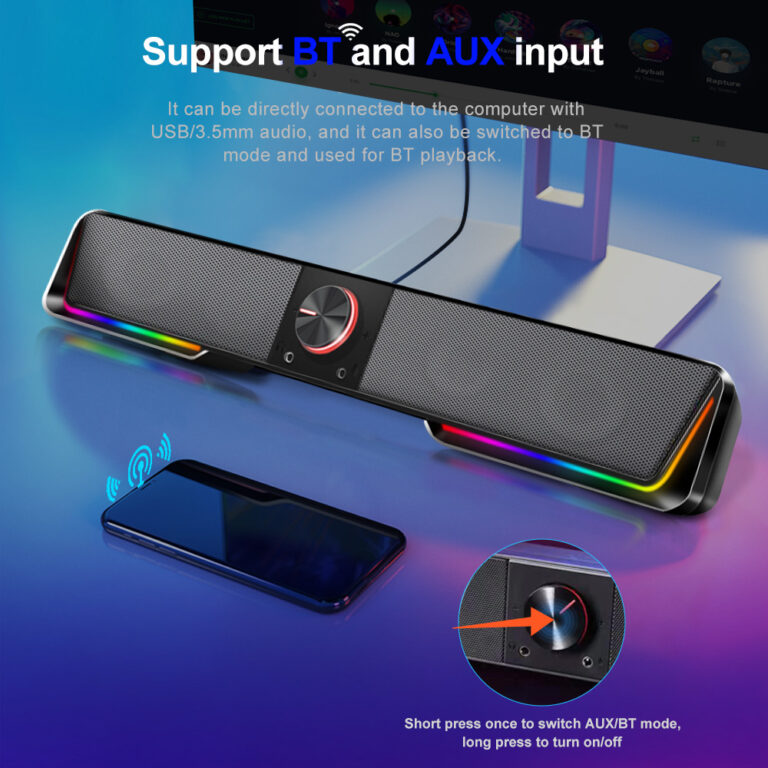 Support BT and AUX input
It can be directly connected to the computer with
USB/3.5mm audio, and it can also be switched to BT
mode and used for BT playback.
Jayball
Rapture
Short press once to switch AUX/BT mode,
long press to turn on/off